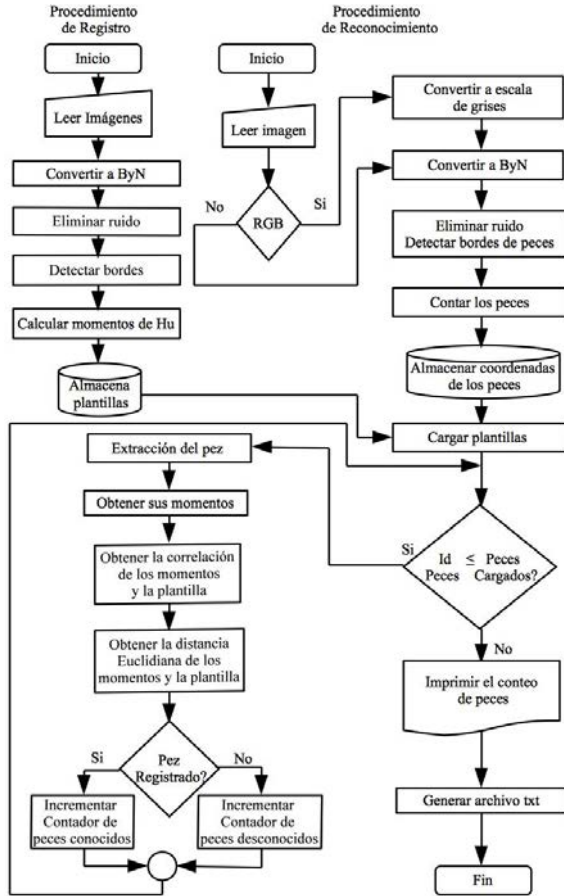 Procedimiento
de Registro
Inicio
Leer Imágenes
Convertir a ByN
Eliminar ruido
Detectar bordes
Calcular momentos de Hu
Almacena
plantillas
Procedimiento
de Reconocimiento
Inicio
Leer imagen
RGB
No
Si
Convertir a escala
de grises
Convertir a ByN
Eliminar ruido
Detectar bordes de peces
Contar los peces
Almacenar coordenadas
de los peces
Cargar plantillas
Id ≤ Peces
Peces Cargados?
Si
No
Extracción del pez
Obtener sus momentos
Obtener la correlación
de los momentos
y la plantilla
Obtener la distancia
Euclidiana de los
momentos y la plantilla
Pez
Registrado?
Si
No
Incrementar
Contador de
peces conocidos
Incrementar
Contador de
peces desconocidos
Imprimir el conteo
de peces
Generar archivo txt
Fin